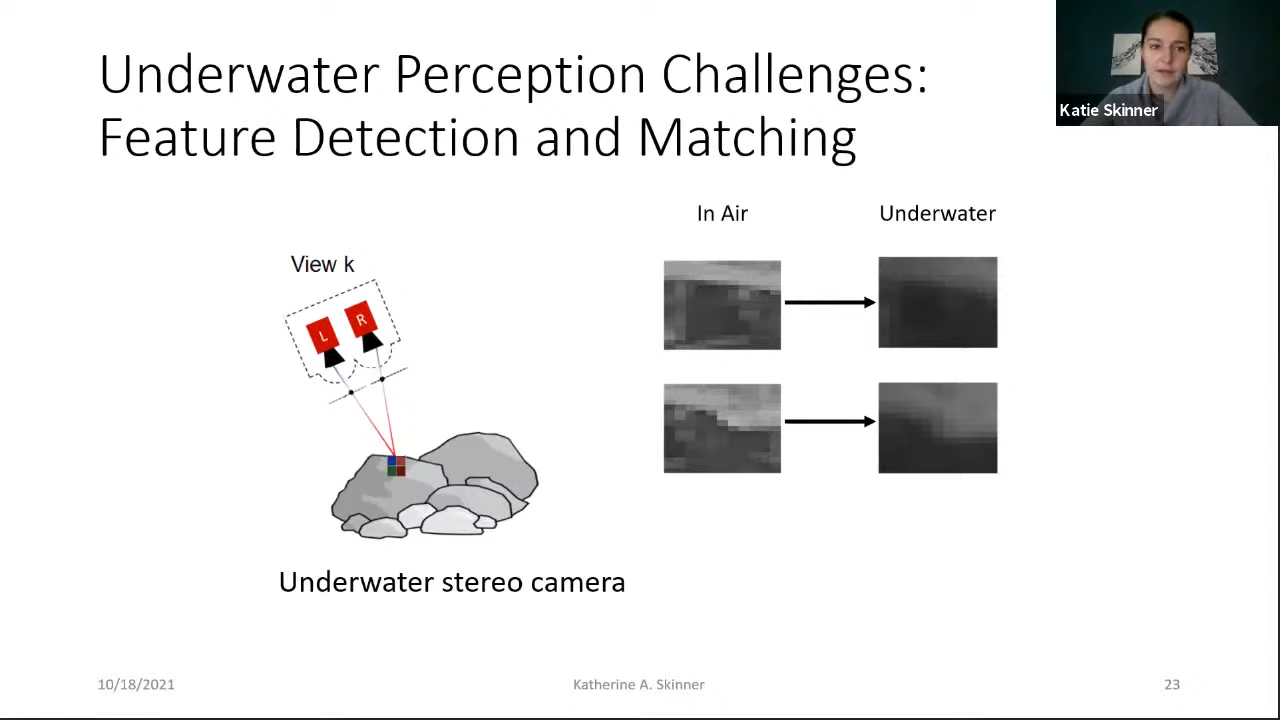 Underwater Perception Challenges:
Feature Detection and Matching
Katie Skinner
In Air
Underwater
View k
L
R
Underwater stereo camera
10/18/2021
Katherine A. Skinner
23